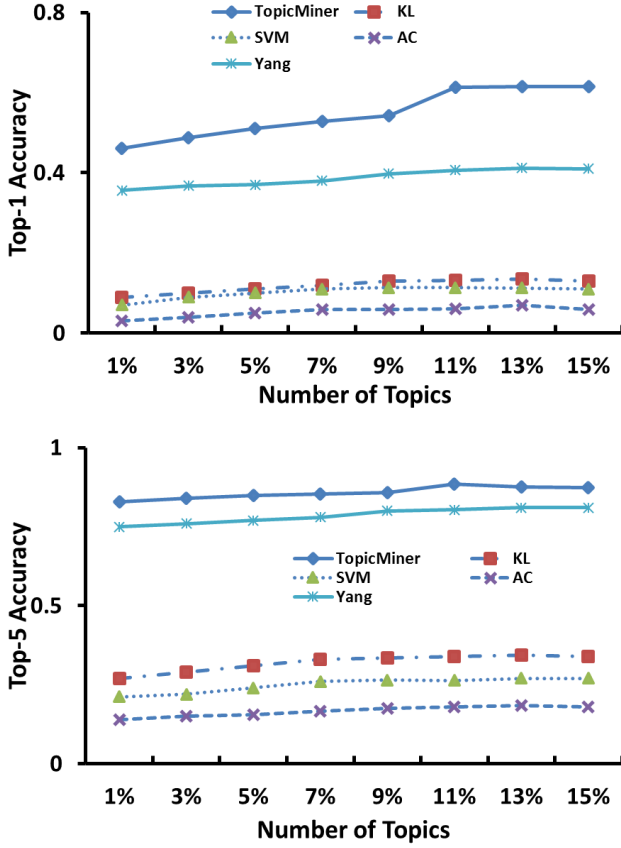 0.8
TopicMiner KL
SVM AC
Yang
Top-1 Accuracy
0.4
0
1% 3% 5% 7% 9% 11% 13% 15%
Number of Topics
1
TopicMiner KL
SVM AC
Yang
Top-5 Accuracy
0.5
0
1% 3% 5% 7% 9% 11% 13% 15%
Number of Topics